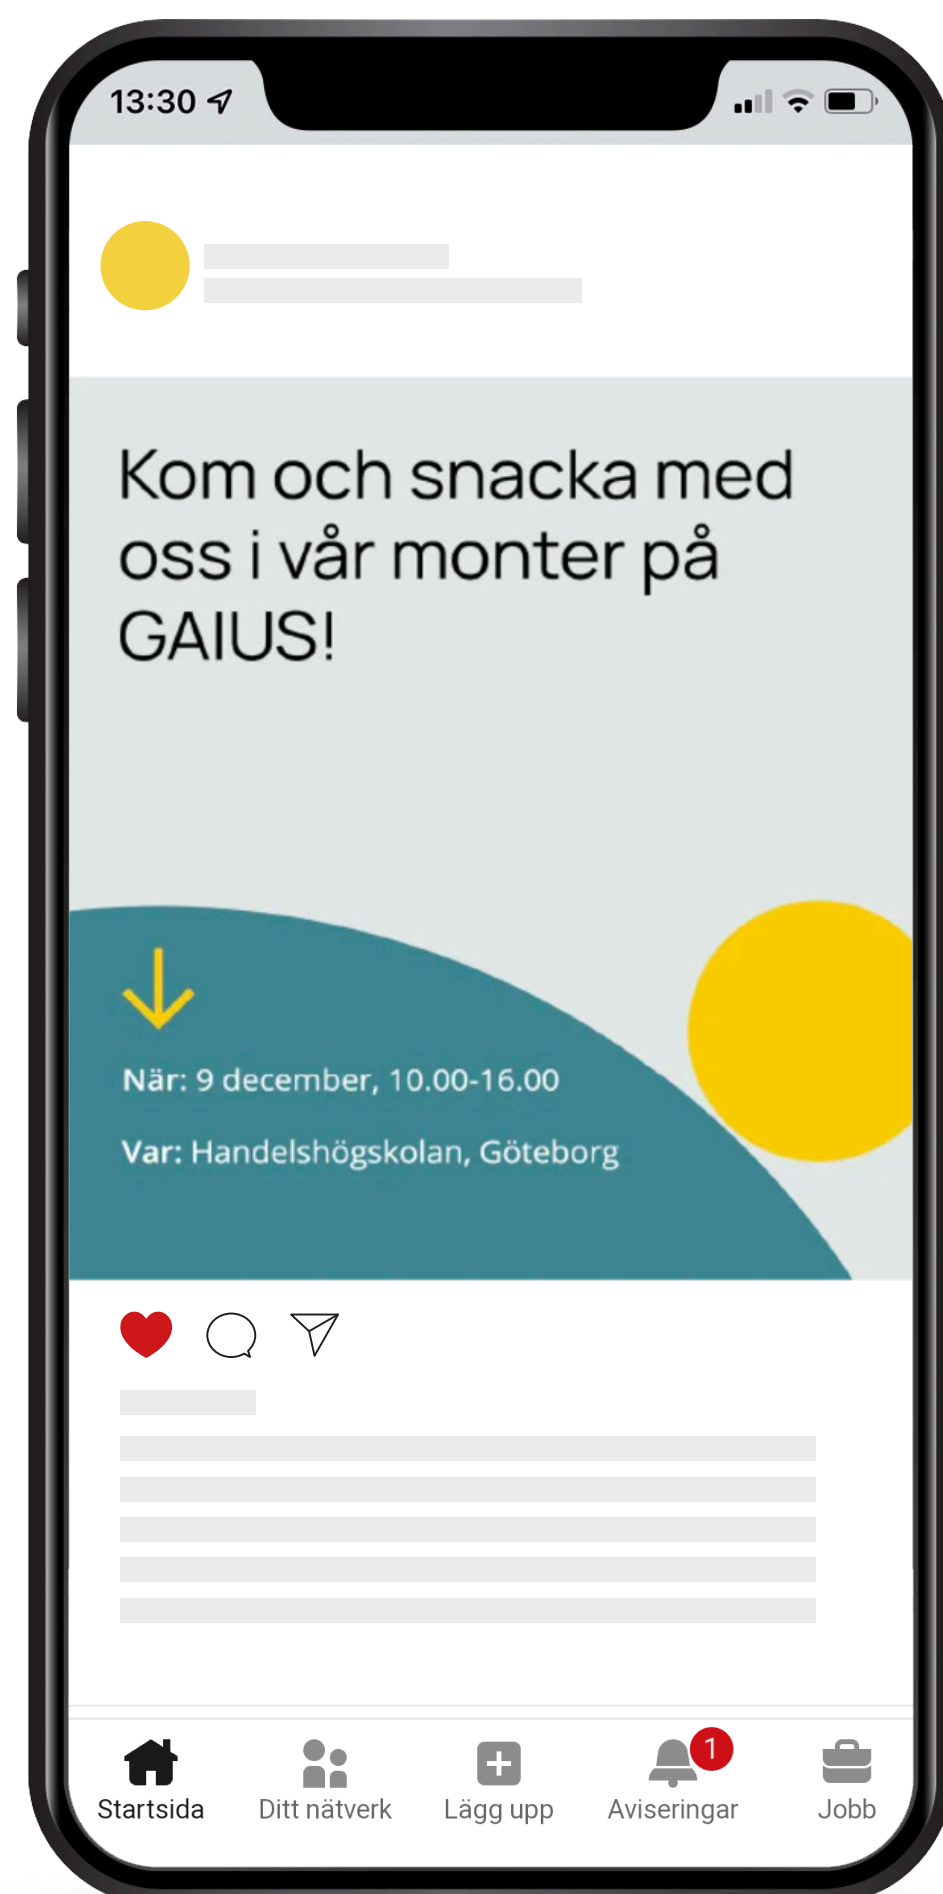 13:30
Kom och snacka med
oss i vår monter på
GAIUS!
När: 9 december, 10.00-16.00
Var: Handelshögskolan, Göteborg
1
Startsida
Ditt nätverk
Lägg upp
Aviseringar
Jobb